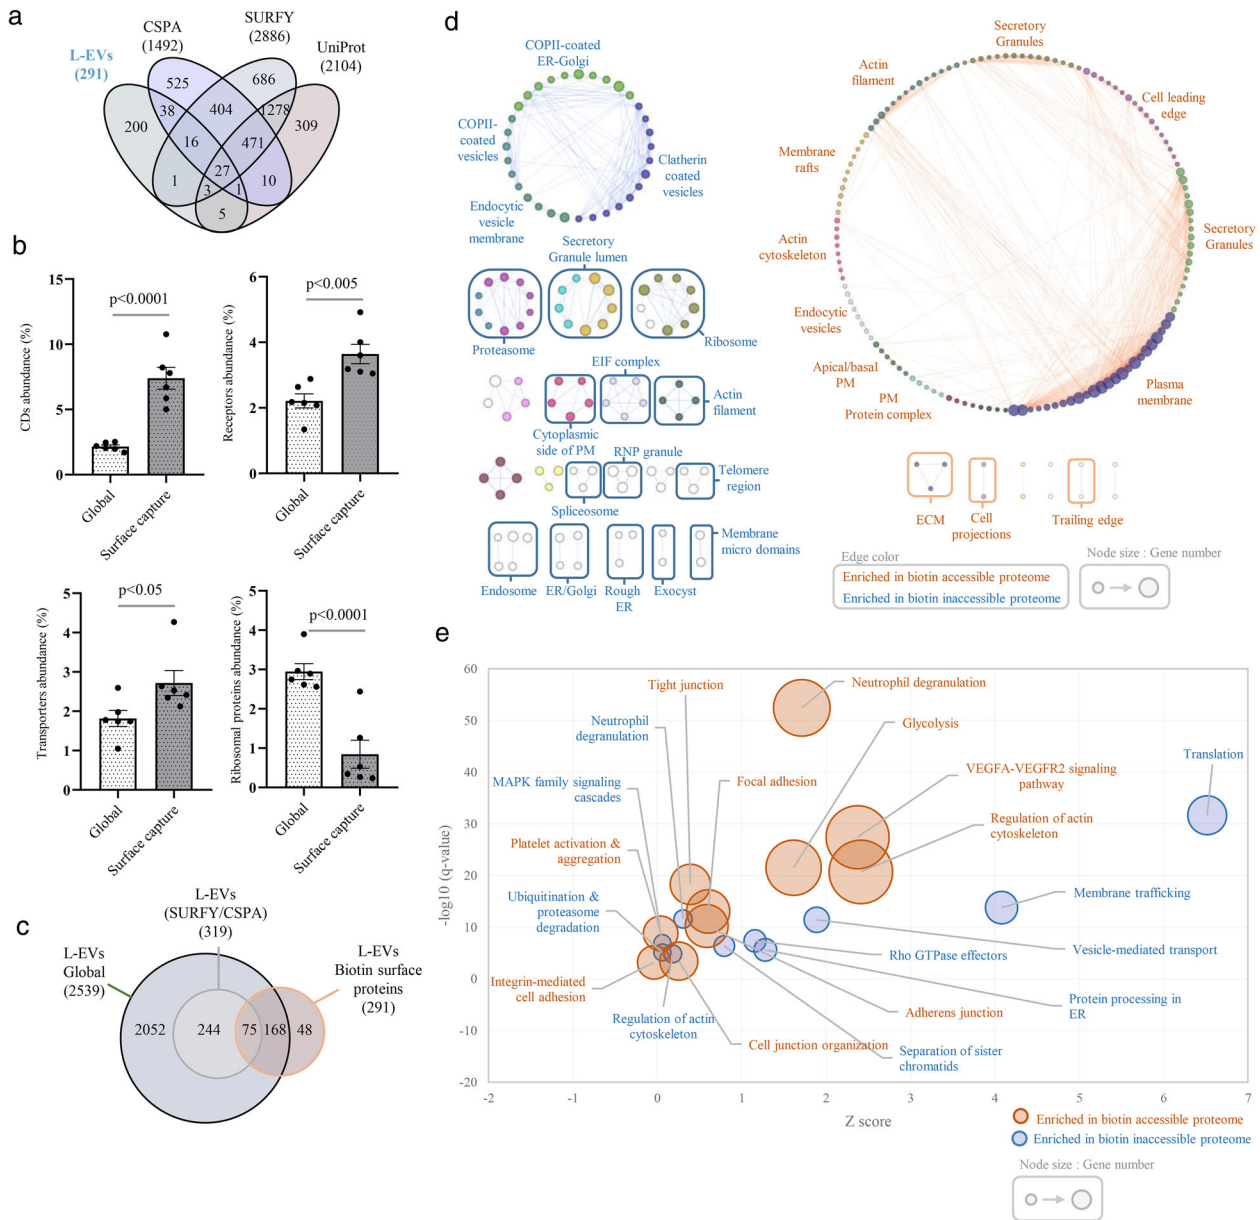 a
L-EVs
(291)
CSPA
(1492)
SURFY
(2886)
UniProt
(2104)
525
686
38
404
1278
200
16
471
309
27
1
3
1
10
5
b
CDs abundance (%)
15
10
5
0
p<0.0001
Global
Surface capture
Receptors abundance (%)
6
4
2
0
p<0.005
Global
Surface capture
Transporters abundance (%)
5
4
3
2
1
0
p<0.05
Global
Surface capture
Ribosomal proteins abundance (%)
5
4
3
2
1
0
p<0.0001
Global
Surface capture
c
L-EVs
(SURFY/CSPA)
(319)
L-EVs
Global
(2539)
L-EVs
Biotin surface
proteins
(291)
2052
244
75
168
48
d
COPII-coated
ER-Golgi
COPII-
coated
vesicles
Clatherin
coated
vesicles
Endocytic
vesicle
membrane
Secretory
Granule lumen
Proteasome
Ribosome
EIF complex
Actin
filament
Cytoplasmic
side of PM
RNP granule
Telomere
region
Spliceosome
Membrane
micro domains
Endosome
ER/Golgi
Rough
ER
Exocyst
Secretory
Granules
Actin
filament
Cell leading
edge
Membrane
rafts
Secretory
Granules
Actin
cytoskeleton
Endocytic
vesicles
Apical/basal
PM
PM
Protein complex
Plasma
membrane
ECM
Cell
projections
Trailing edge
Edge color
Enriched in biotin accessible proteome
Enriched in biotin inaccessible proteome
Node size : Gene number
e
-log10 (q-value)
60
50
40
30
20
10
0
-10
-20
-2
-1
0
1
2
3
4
5
6
7
Z score
Tight junction
Neutrophil degranulation
Neutrophil
degranulation
Glycolysis
Translation
MAPK family signaling
cascades
Focal adhesion
VEGFA-VEGFR2 signaling
pathway
Platelet activation &
aggregation
Regulation of actin
cytoskeleton
Ubiquitination &
proteasome
degradation
Membrane trafficking
Vesicle-mediated transport
Rho GTPase effectors
Integrin-mediated
cell adhesion
Protein processing in
ER
Adherens junction
Regulation of actin
cytoskeleton
Cell junction organization
Separation of sister
chromatids
Enriched in biotin accessible proteome
Enriched in biotin inaccessible proteome
Node size : Gene number